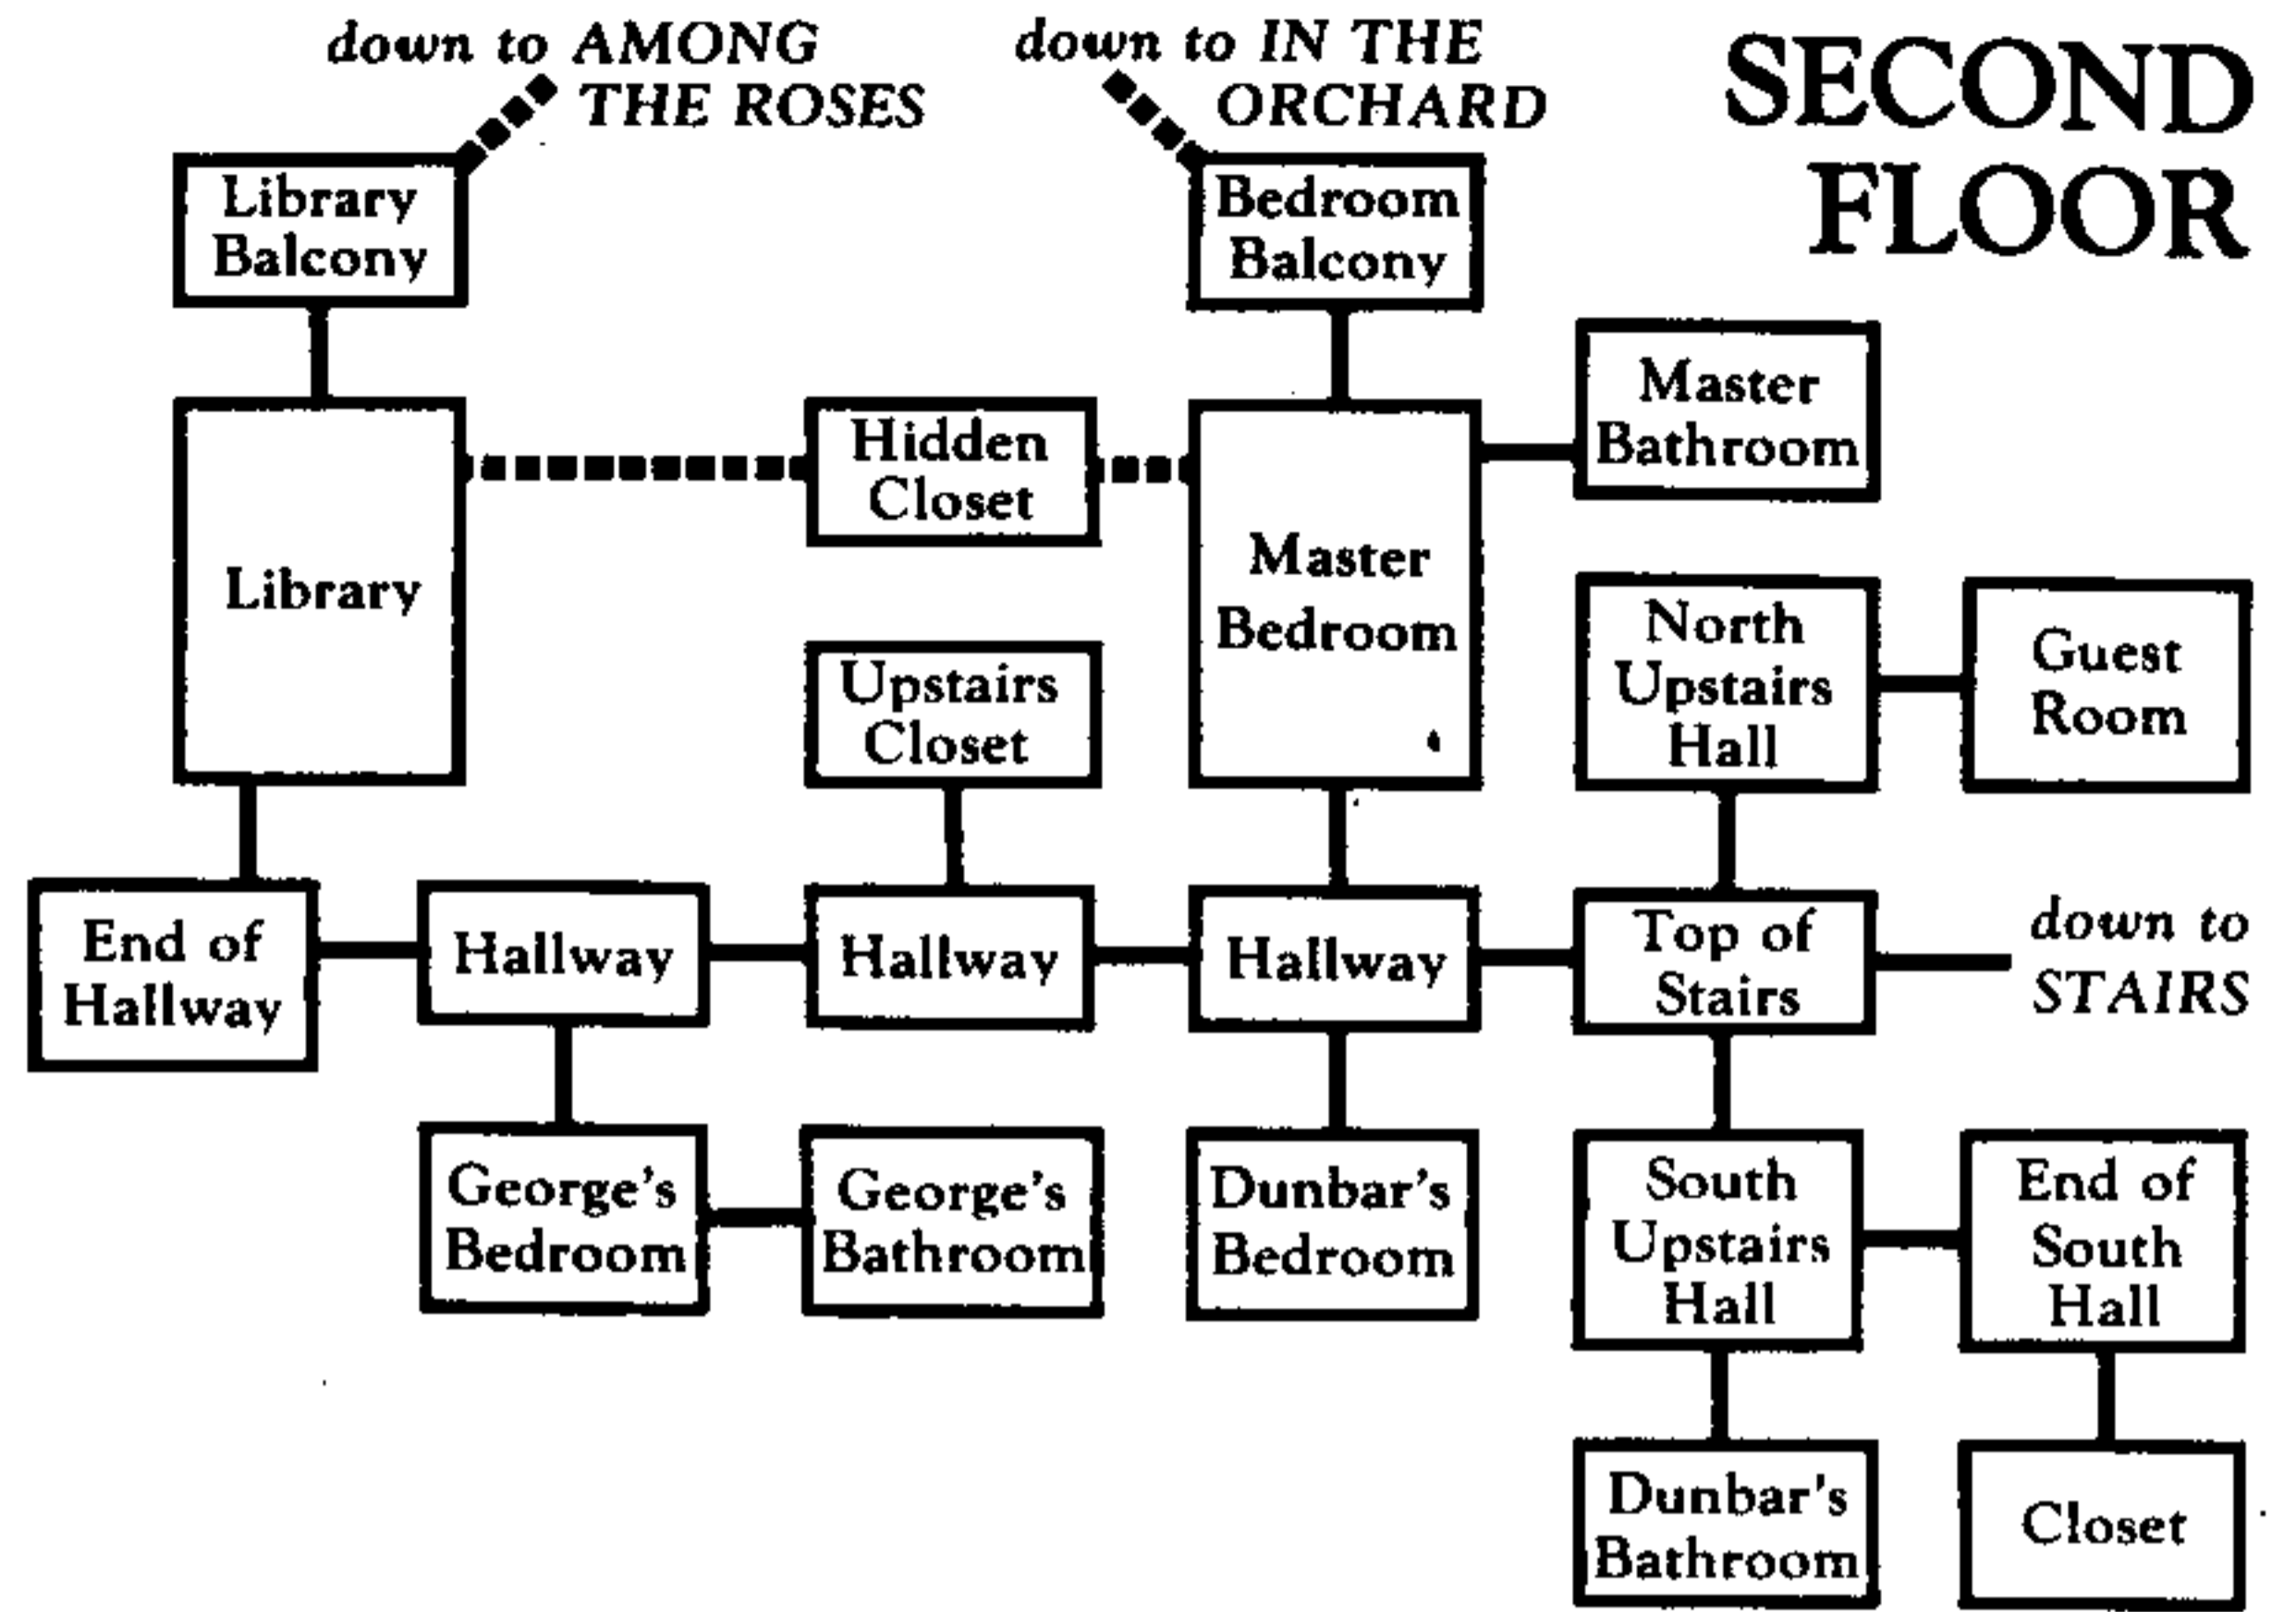 down to AMONG
THE ROSES
down to IN THE
ORCHARD
SECOND
FLOOR
Library
Balcony
Bedroom
Balcony
Master
Bathroom
Hidden
Closet
Library
Master
Bedroom
North
Upstairs
Hall
Guest
Room
Upstairs
Closet
End of
Hallway
Hallway
Hallway
Hallway
Top of
Stairs
down to
STAIRS
George's
Bedroom
George's
Bathroom
Dunbar's
Bedroom
South
Upstairs
Hall
End of
South
Hall
Dunbar's
Bathroom
Closet